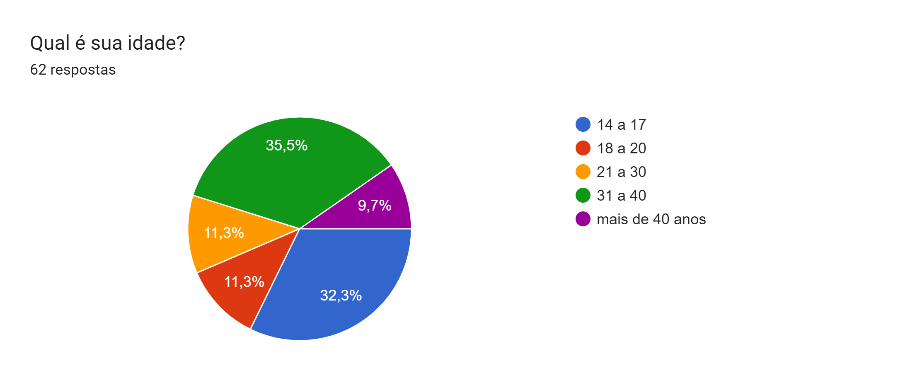 Qual é sua idade?
62 respostas
35,5%
9,7%
11,3%
11,3%
32,3%
14 a 17
18 a 20
21 a 30
31 a 40
mais de 40 anos